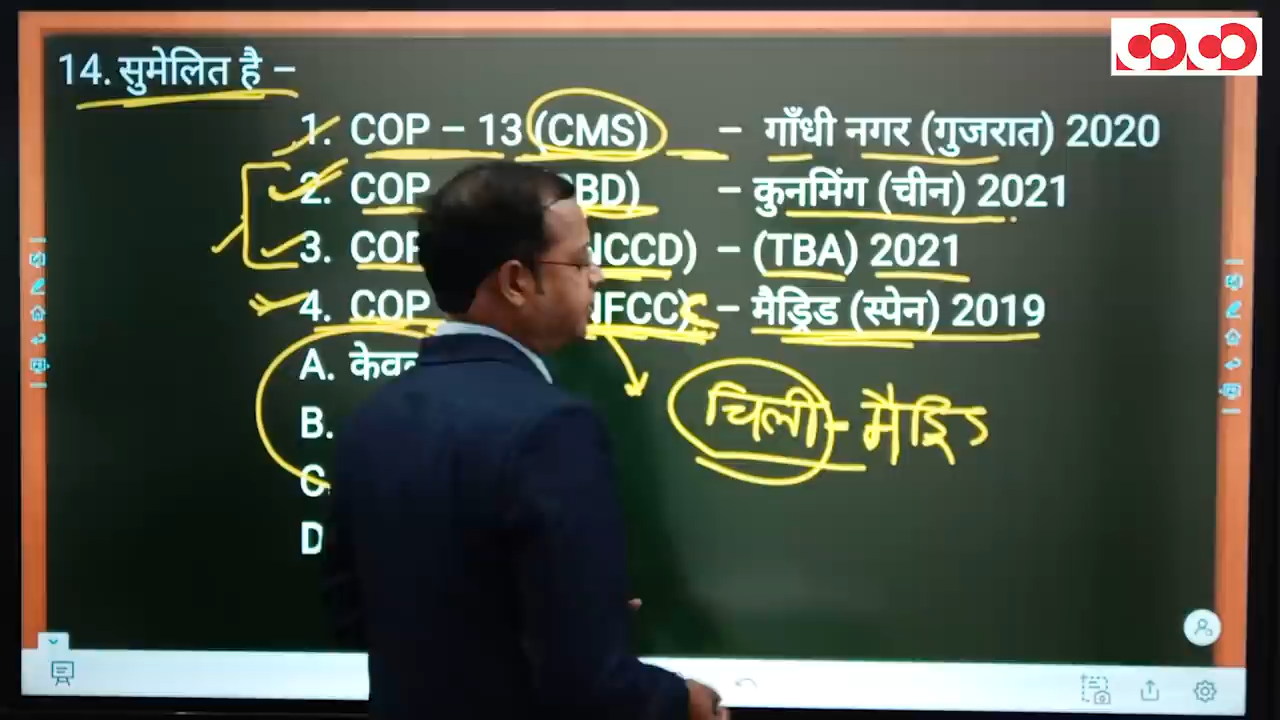 14. सुमेलित है –
1. COP – 13 (CMS) – गाँधी नगर (गुजरात) 2020
2. COP BD) – कुनमिंग (चीन) 2021
3. COP NCCD) – (TBA) 2021
4. COP NFCC)C – मैड्रिड (स्पेन) 2019
A. केवल
चिली - मैड्रिड
B.
C
D